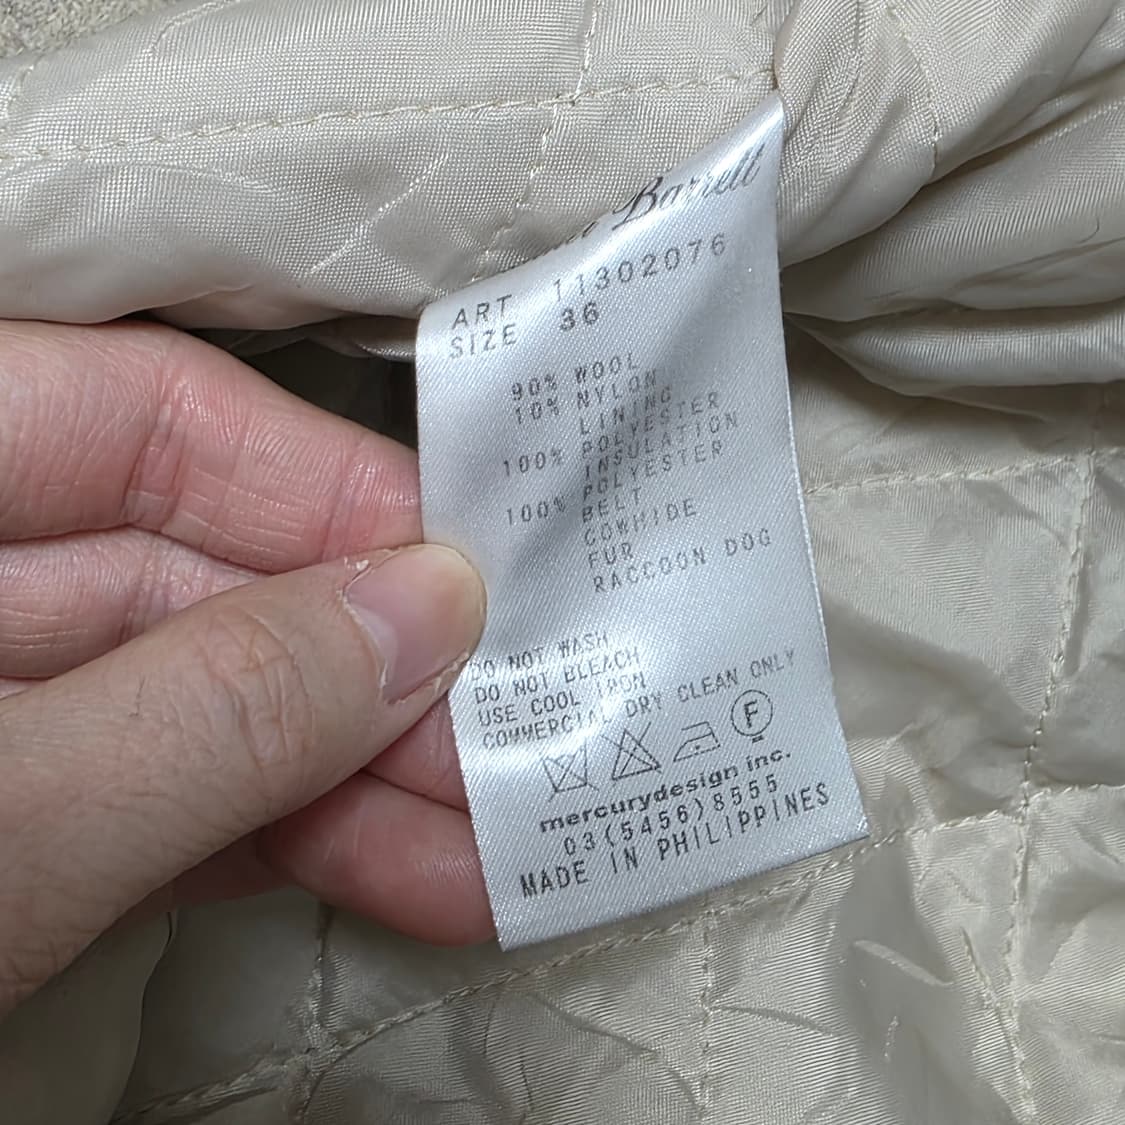 Barrett
ART 11302076
SIZE 36
90% WOOL
10% NYLON
LINING
100% POLYESTER
INSULATION
100% POLYESTER
BELT
COWHIDE
FUR
RACCOON DOG
DO NOT WASH
DO NOT BLEACH
USE COOL IRON
COMMERCIAL DRY CLEAN ONLY
F
mercurydesign inc.
03(5456)8555
MADE IN PHILIPPINES